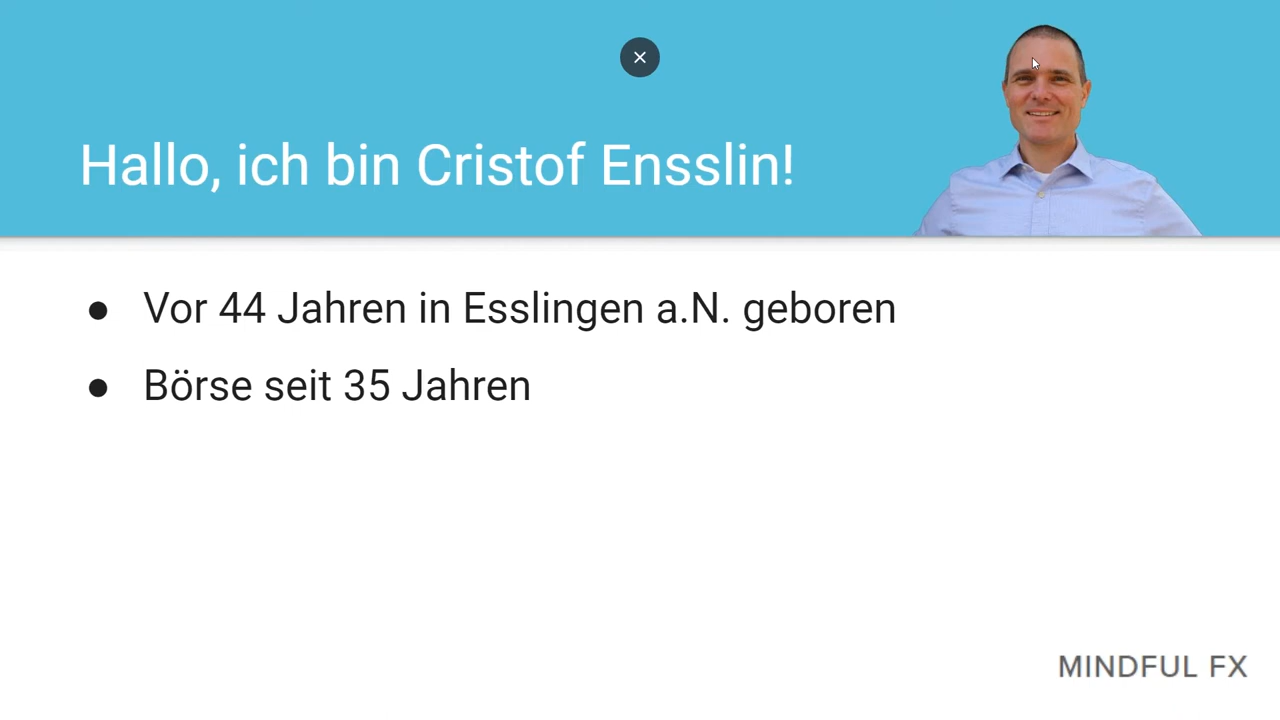 Hallo, ich bin Cristof Ensslin!
● Vor 44 Jahren in Esslingen a.N. geboren
● Börse seit 35 Jahren
MINDFUL FX